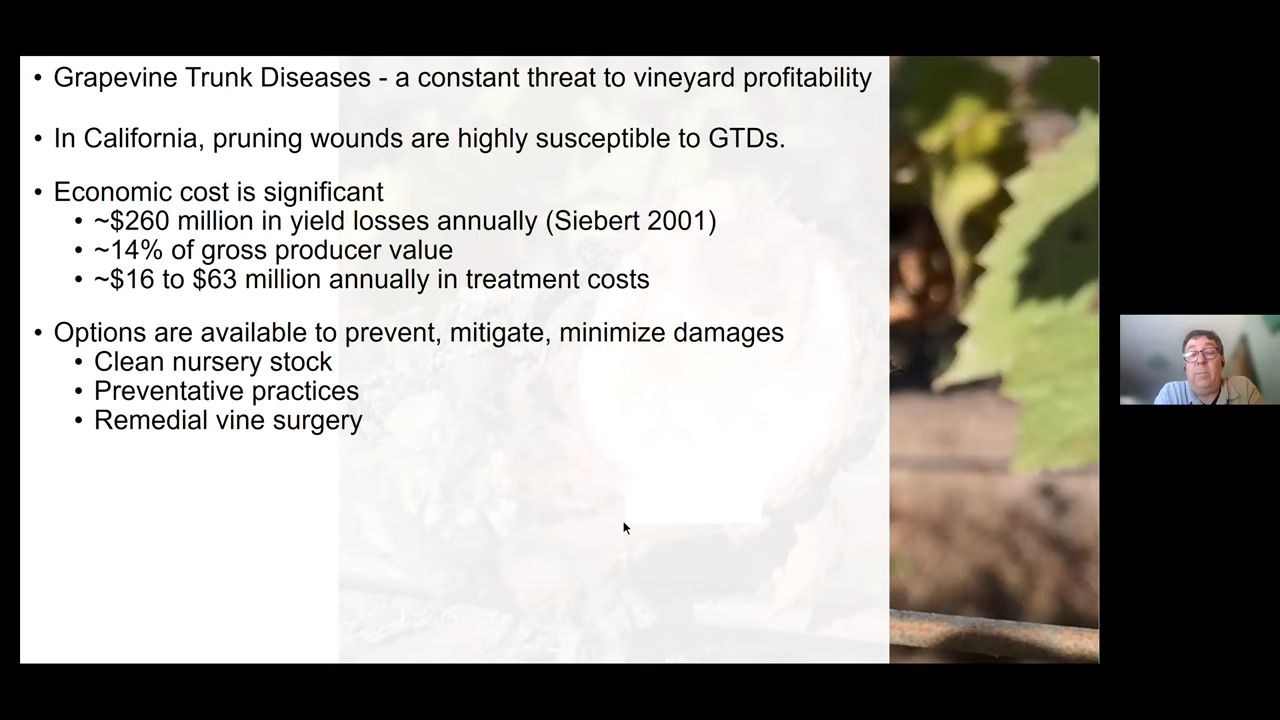 • Grapevine Trunk Diseases - a constant threat to vineyard profitability
• In California, pruning wounds are highly susceptible to GTDs.
• Economic cost is significant
• ~$260 million in yield losses annually (Siebert 2001)
• ~14% of gross producer value
• ~$16 to $63 million annually in treatment costs
• Options are available to prevent, mitigate, minimize damages
• Clean nursery stock
• Preventative practices
• Remedial vine surgery